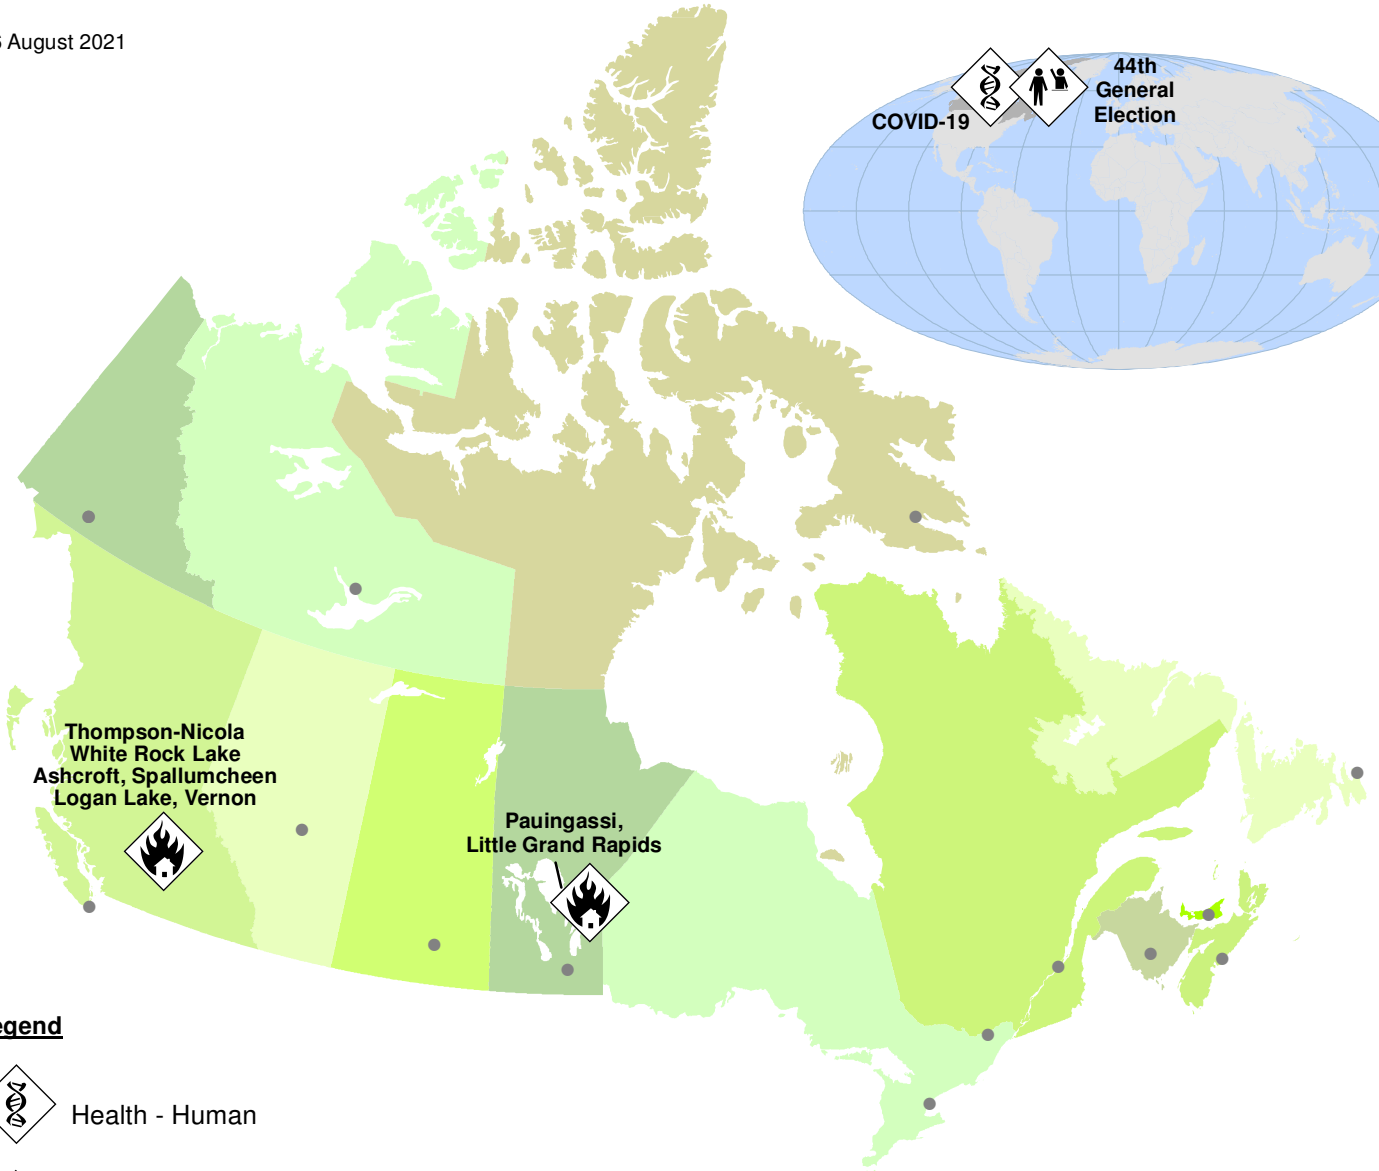 August 2021
44th
General
Election
COVID-19
Thompson-Nicola
White Rock Lake
Ashcroft, Spallumcheen
Logan Lake, Vernon
Pauingassi,
Little Grand Rapids
egend
Health - Human